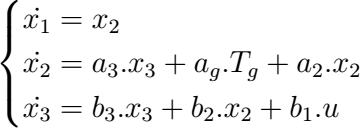 ẋ₁ = x₂
ẋ₂ = a₃.x₃ + a_g.T_g + a₂.x₂
ẋ₃ = b₃.x₃ + b₂.x₂ + b₁.u